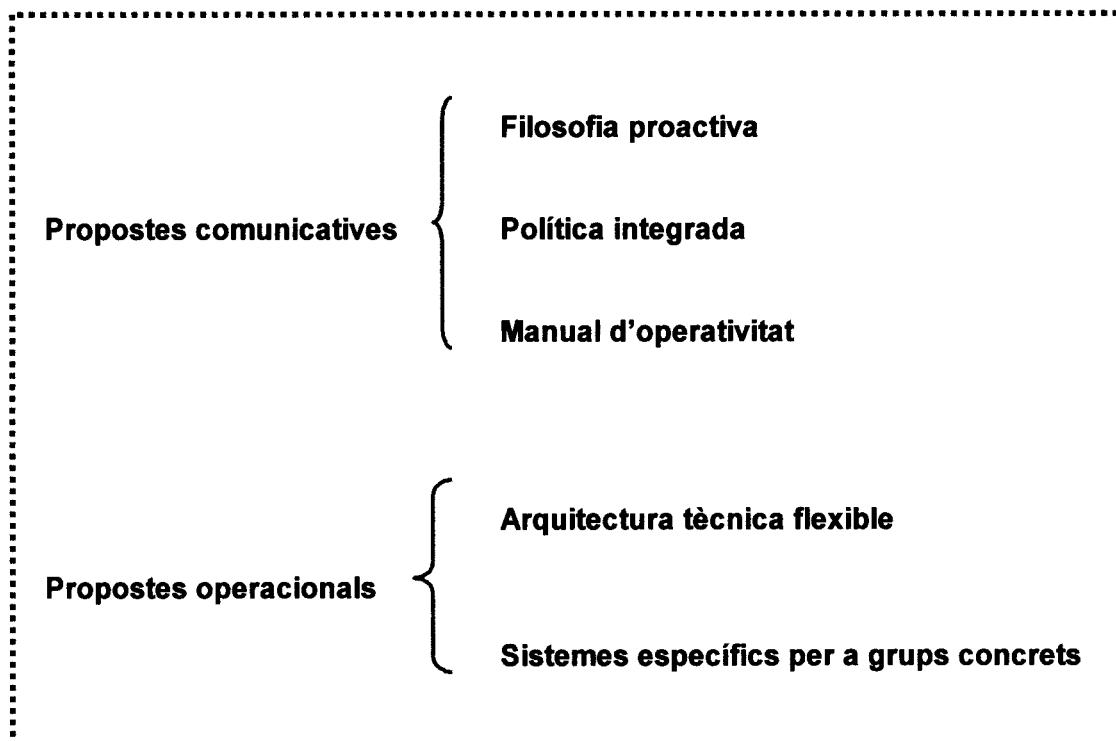 Propostes comunicatives
Filosofia proactiva
Política integrada
Manual d’operativitat
Propostes operacionals
Arquitectura tècnica flexible
Sistemes específics per a grups concrets